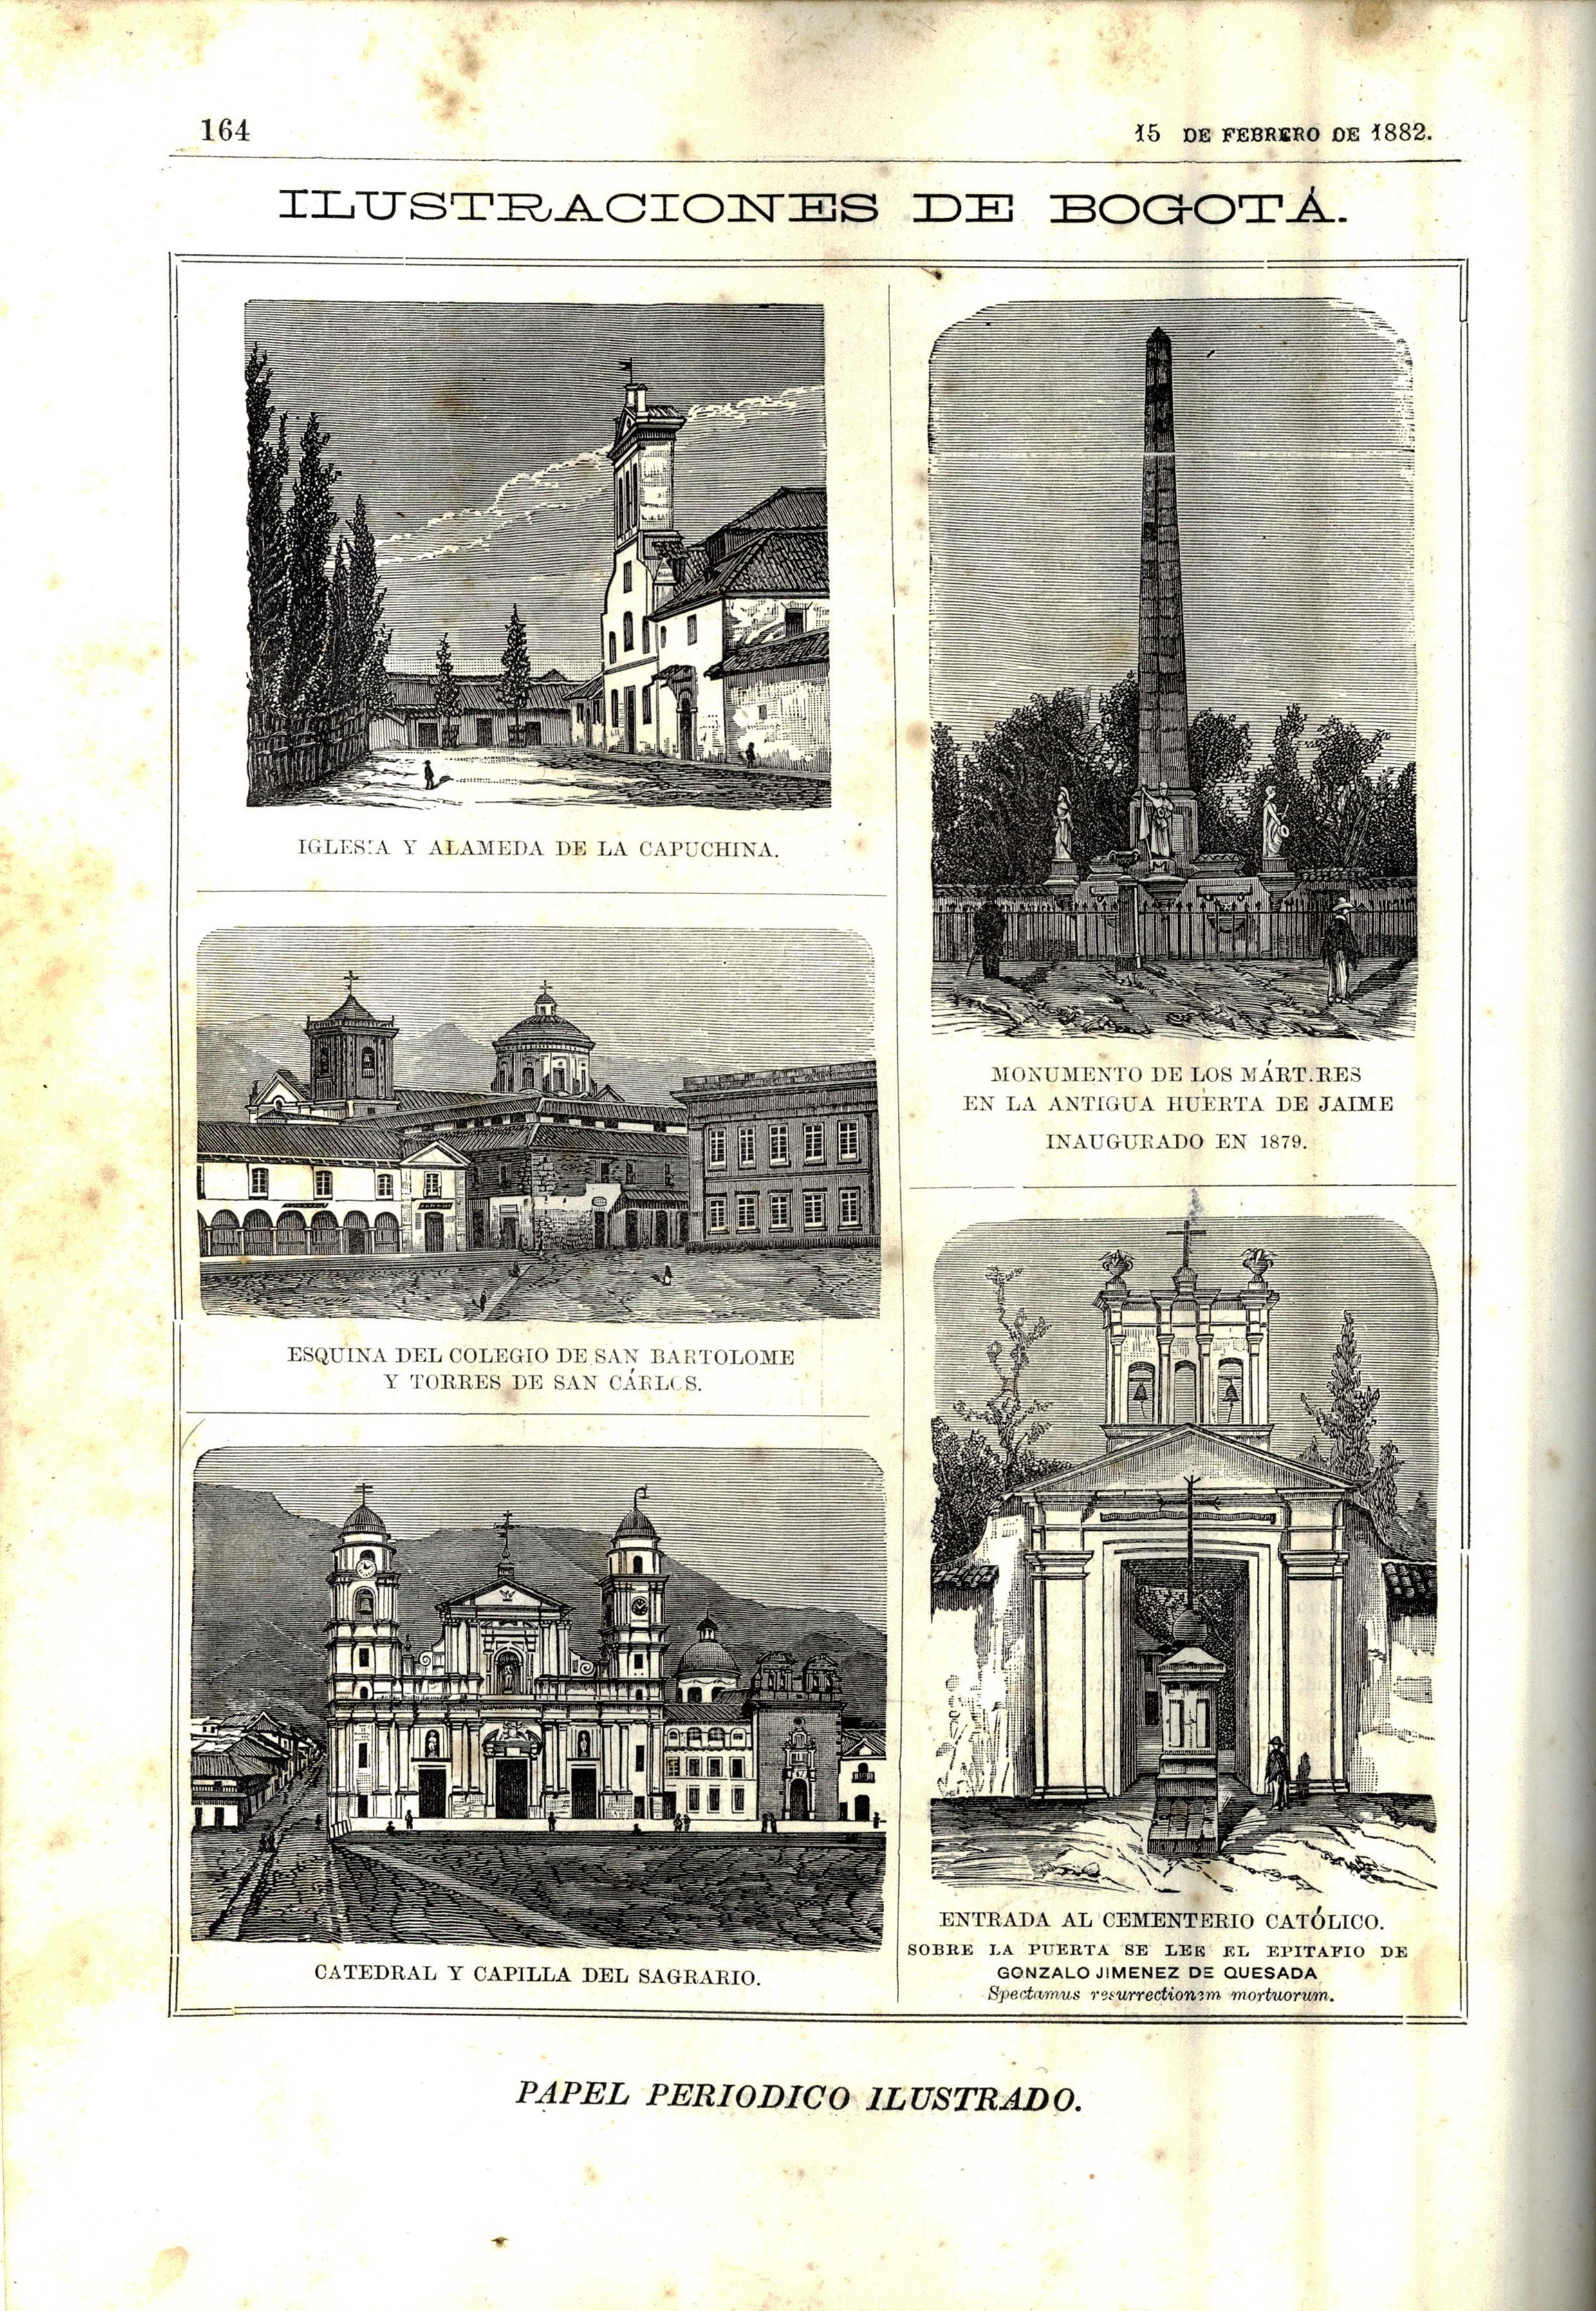 164
15 DE FEBRERO DE 1882.
ILUSTRACIONES DE BOGOTÁ.
IGLESIA Y ALAMEDA DE LA CAPUCHINA.
MONUMENTO DE LOS MÁRT.RES
EN LA ANTIGUA HUERTA DE JAIME
INAUGURADO EN 1879.
ESQUINA DEL COLEGIO DE SAN BARTOLOME
Y TORRES DE SAN CÁRLOS.
CATEDRAL Y CAPILLA DEL SAGRARIO.
M
ENTRADA AL CEMENTERIO CATÓLICO.
SOBRE LA PUERTA SE LEE EL EPITAFIO DE
GONZALO JIMENEZ DE QUESADA
Spectamus resurrectionem mortuorum.
PAPEL PERIODICO ILUSTRADO.